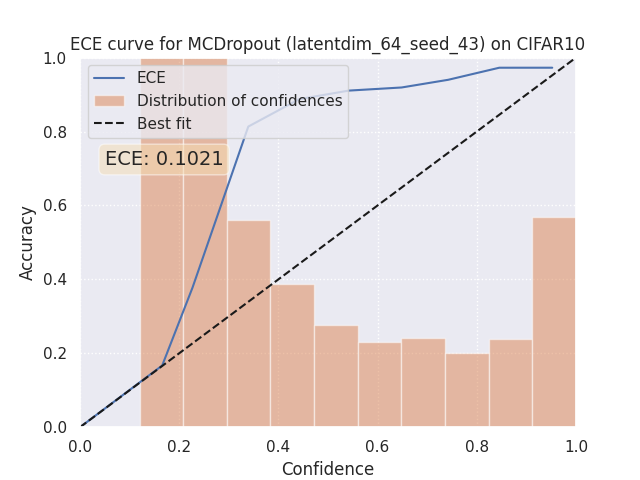 ECE curve for MCDropout (latentdim_64_seed_43) on CIFAR10
1.0
0.8
0.6
0.4
0.2
0.0
Accuracy
ECE
Distribution of confidences
Best fit
ECE: 0.1021
0.0 0.2 0.4 0.6 0.8 1.0
Confidence